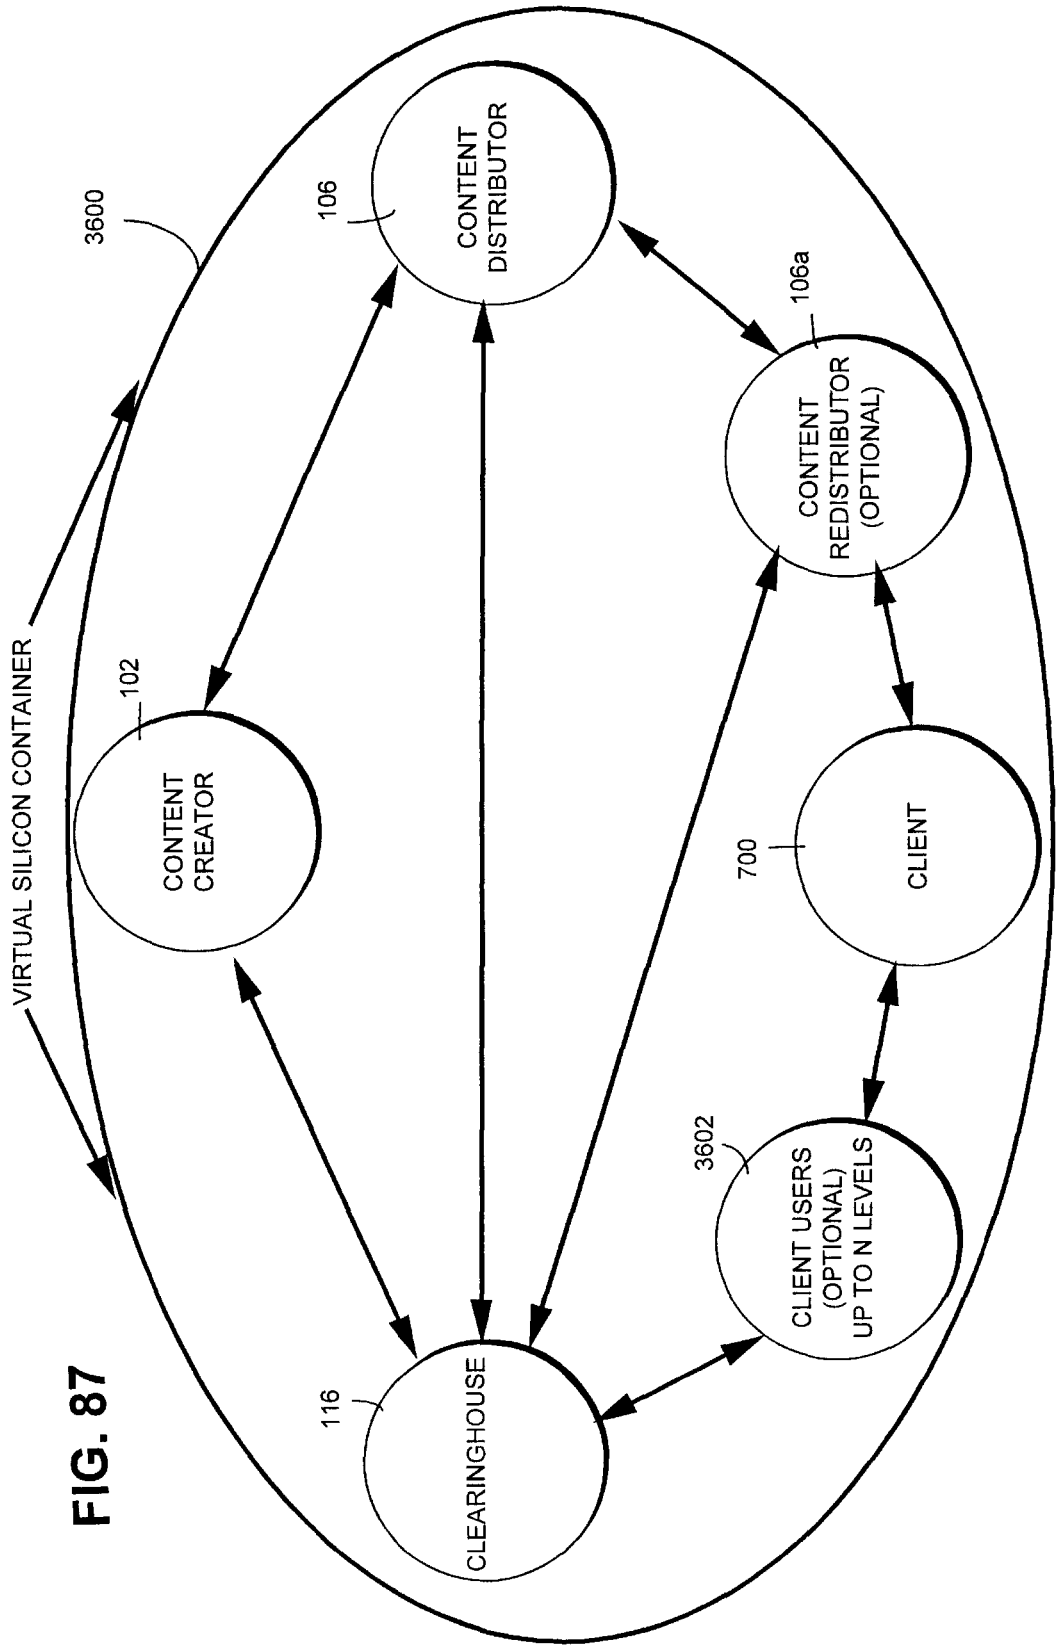 FIG. 87
VIRTUAL SILICON CONTAINER
3600
102
CONTENT
CREATOR
106
CONTENT
DISTRIBUTOR
116
CLEARINGHOUSE
106a
CONTENT
REDISTRIBUTOR
(OPTIONAL)
3602
CLIENT USERS
(OPTIONAL)
UP TO N LEVELS
700
CLIENT